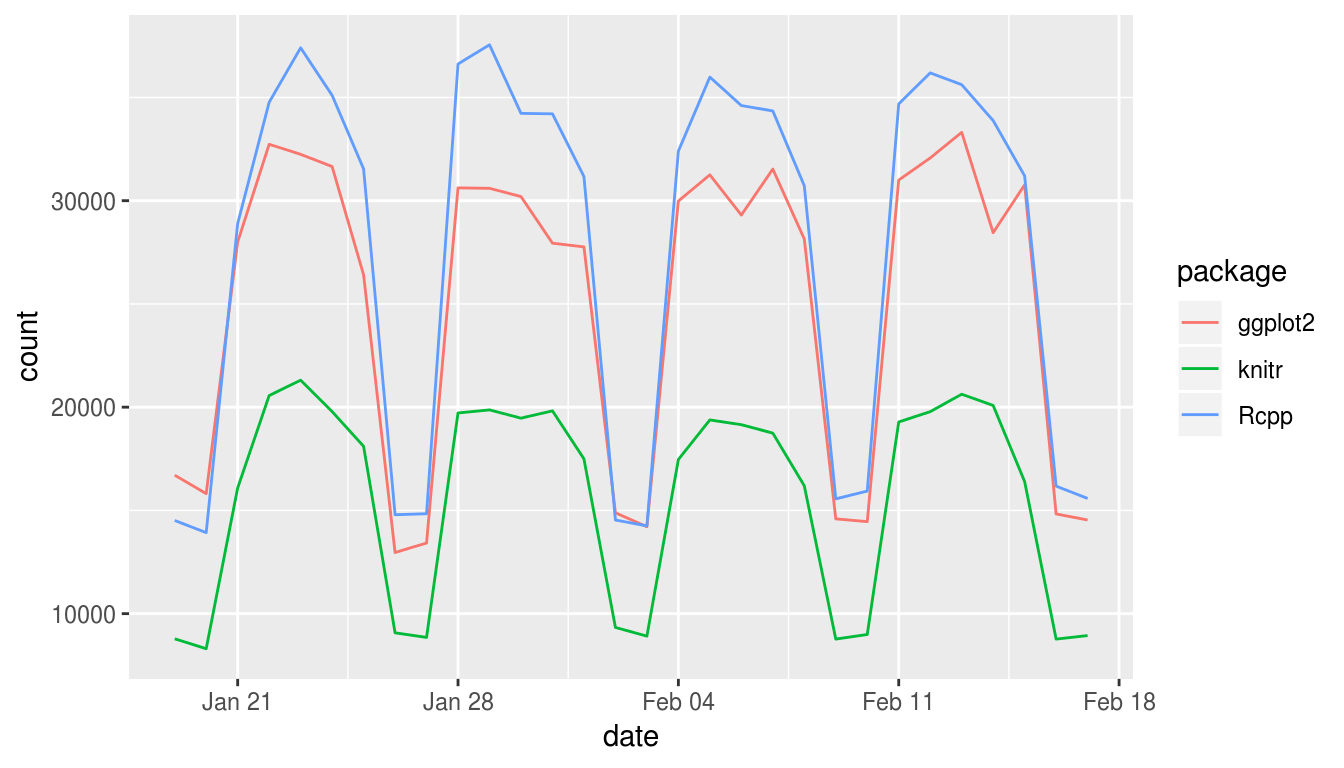 count
30000
20000
10000
Jan 21
Jan 28
Feb 04
Feb 11
Feb 18
date
package
ggplot2
knitr
Rcpp